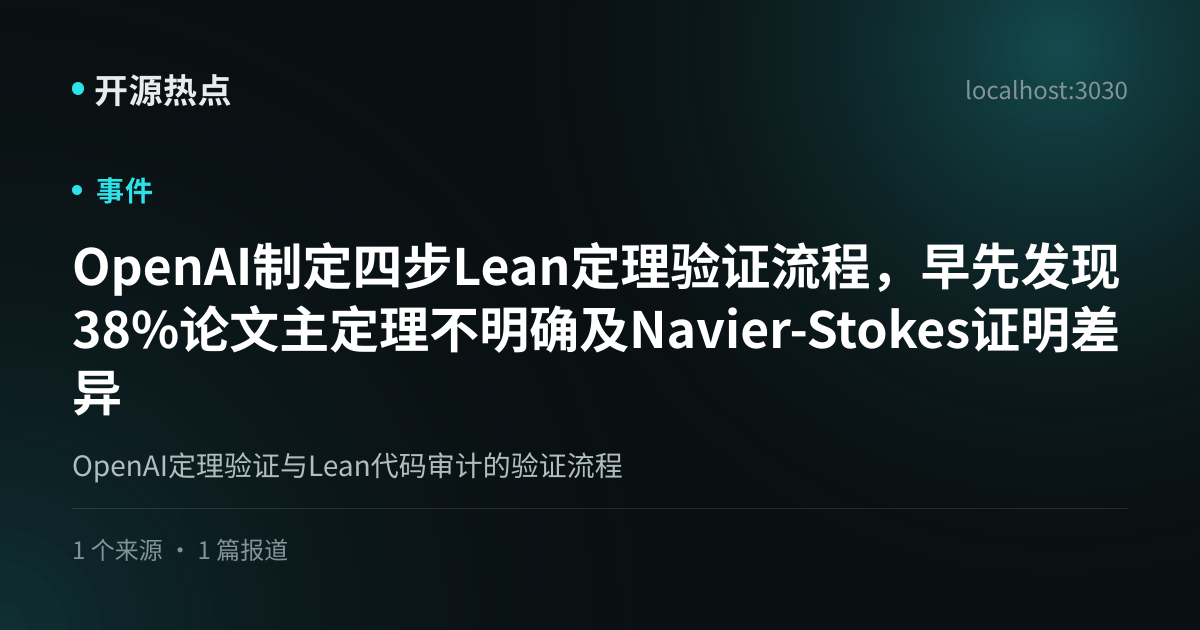 开源热点
localhost:3030
事件
OpenAI制定四步Lean定理验证流程，早先发现
38%论文主定理不明确及Navier-Stokes证明差
异
OpenAI定理验证与Lean代码审计的验证流程
1 个来源 · 1 篇报道